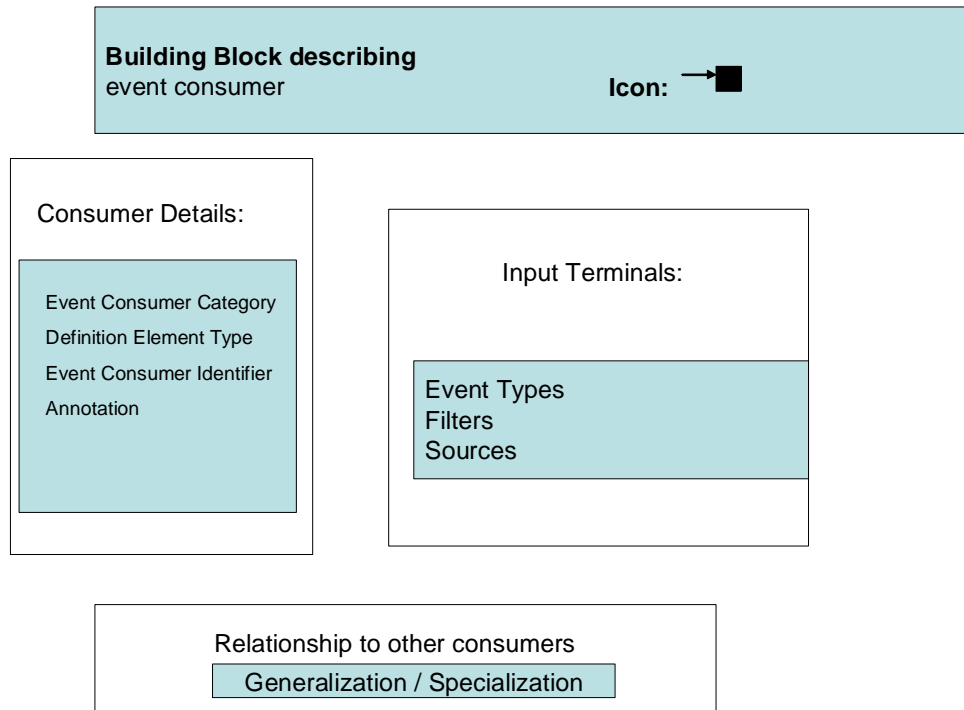 Building Block describing
event consumer
Icon:
Consumer Details:
Event Consumer Category
Definition Element Type
Event Consumer Identifier
Annotation
Input Terminals:
Event Types
Filters
Sources
Relationship to other consumers
Generalization / Specialization